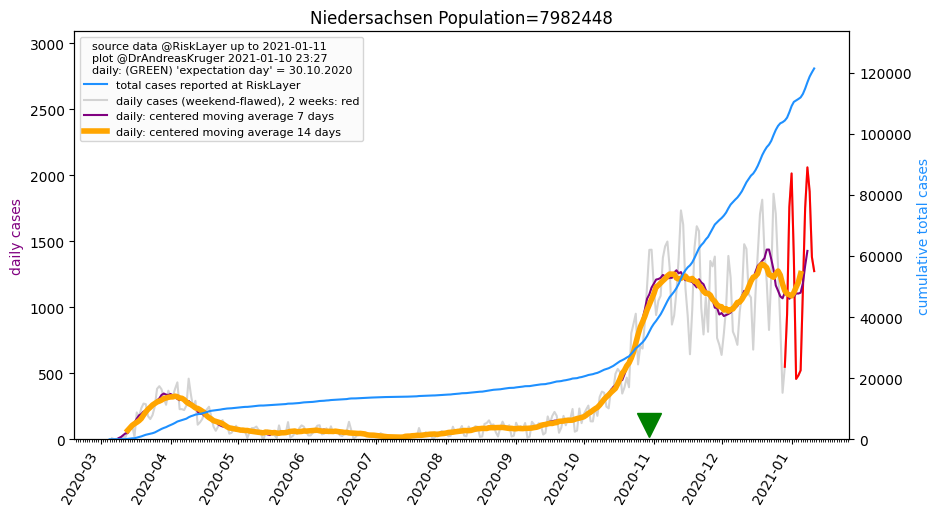 Niedersachsen Population=7982448
source data @RiskLayer up to 2021-01-11
plot @DrAndreasKruger 2021-01-10 23:27
daily: (GREEN) 'expectation day' = 30.10.2020
total cases reported at RiskLayer
daily cases (weekend-flawed), 2 weeks: red
daily: centered moving average 7 days
daily: centered moving average 14 days
daily cases
3000
2500
2000
1500
1000
500
0
120000
100000
80000
60000
40000
20000
0
cumulative total cases
2020-03
2020-04
2020-05
2020-06
2020-07
2020-08
2020-09
2020-10
2020-11
2020-12
2021-01